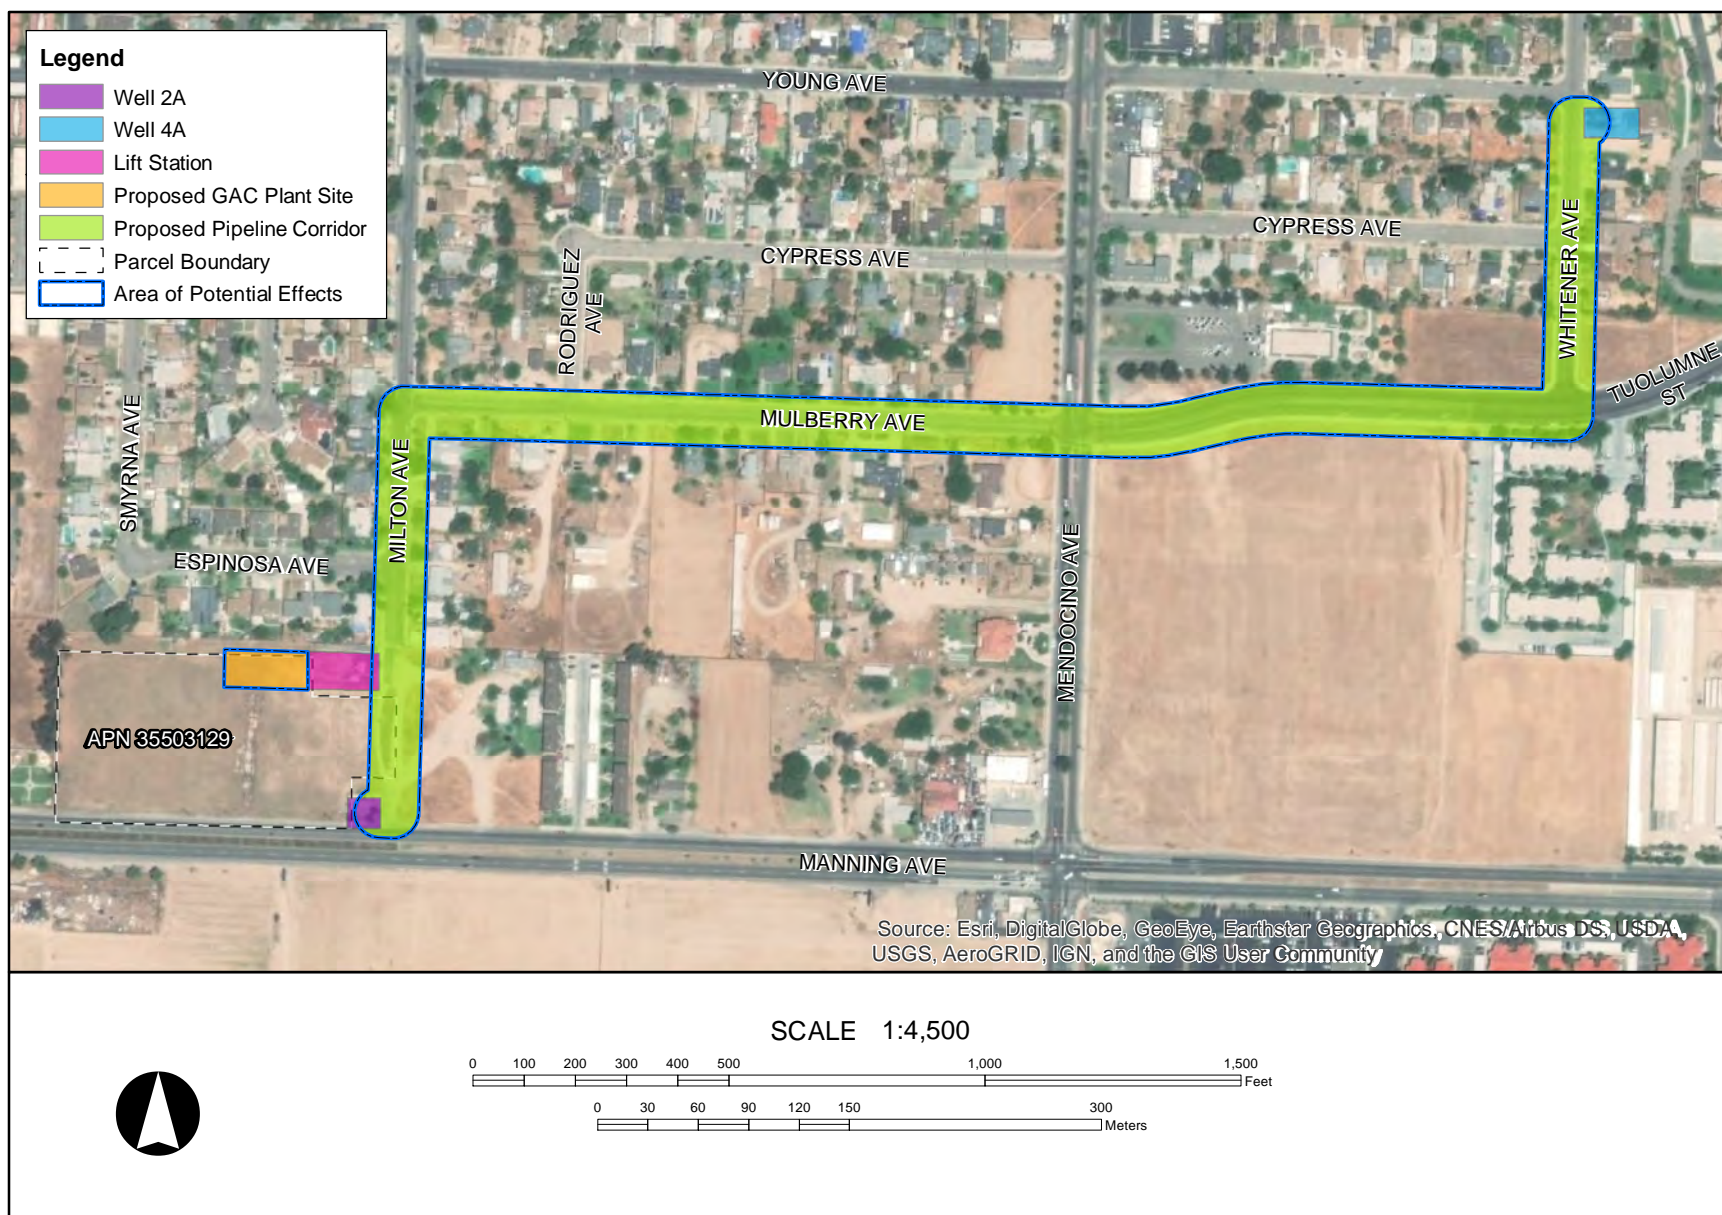 Legend
Well 2A
Well 4A
Lift Station
Proposed GAC Plant Site
Proposed Pipeline Corridor
Parcel Boundary
Area of Potential Effects
YOUNG AVE
CYPRESS AVE
CYPRESS AVE
WHITENER AVE
RODRIGUEZ
AVE
TUOLUMNE
ST
MULBERRY AVE
SMYRNA AVE
MILTON AVE
ESPINOSA AVE
MENDOCINO AVE
APN 35503129
MANNING AVE
Source: Esri, DigitalGlobe, GeoEye, Earthstar Geographics, CNES/Airbus DS, USDA,
USGS, AeroGRID, IGN, and the GIS User Community
SCALE 1:4,500
0 100 200 300 400 500 1,000 1,500
Feet
0 30 60 90 120 150 300
Meters